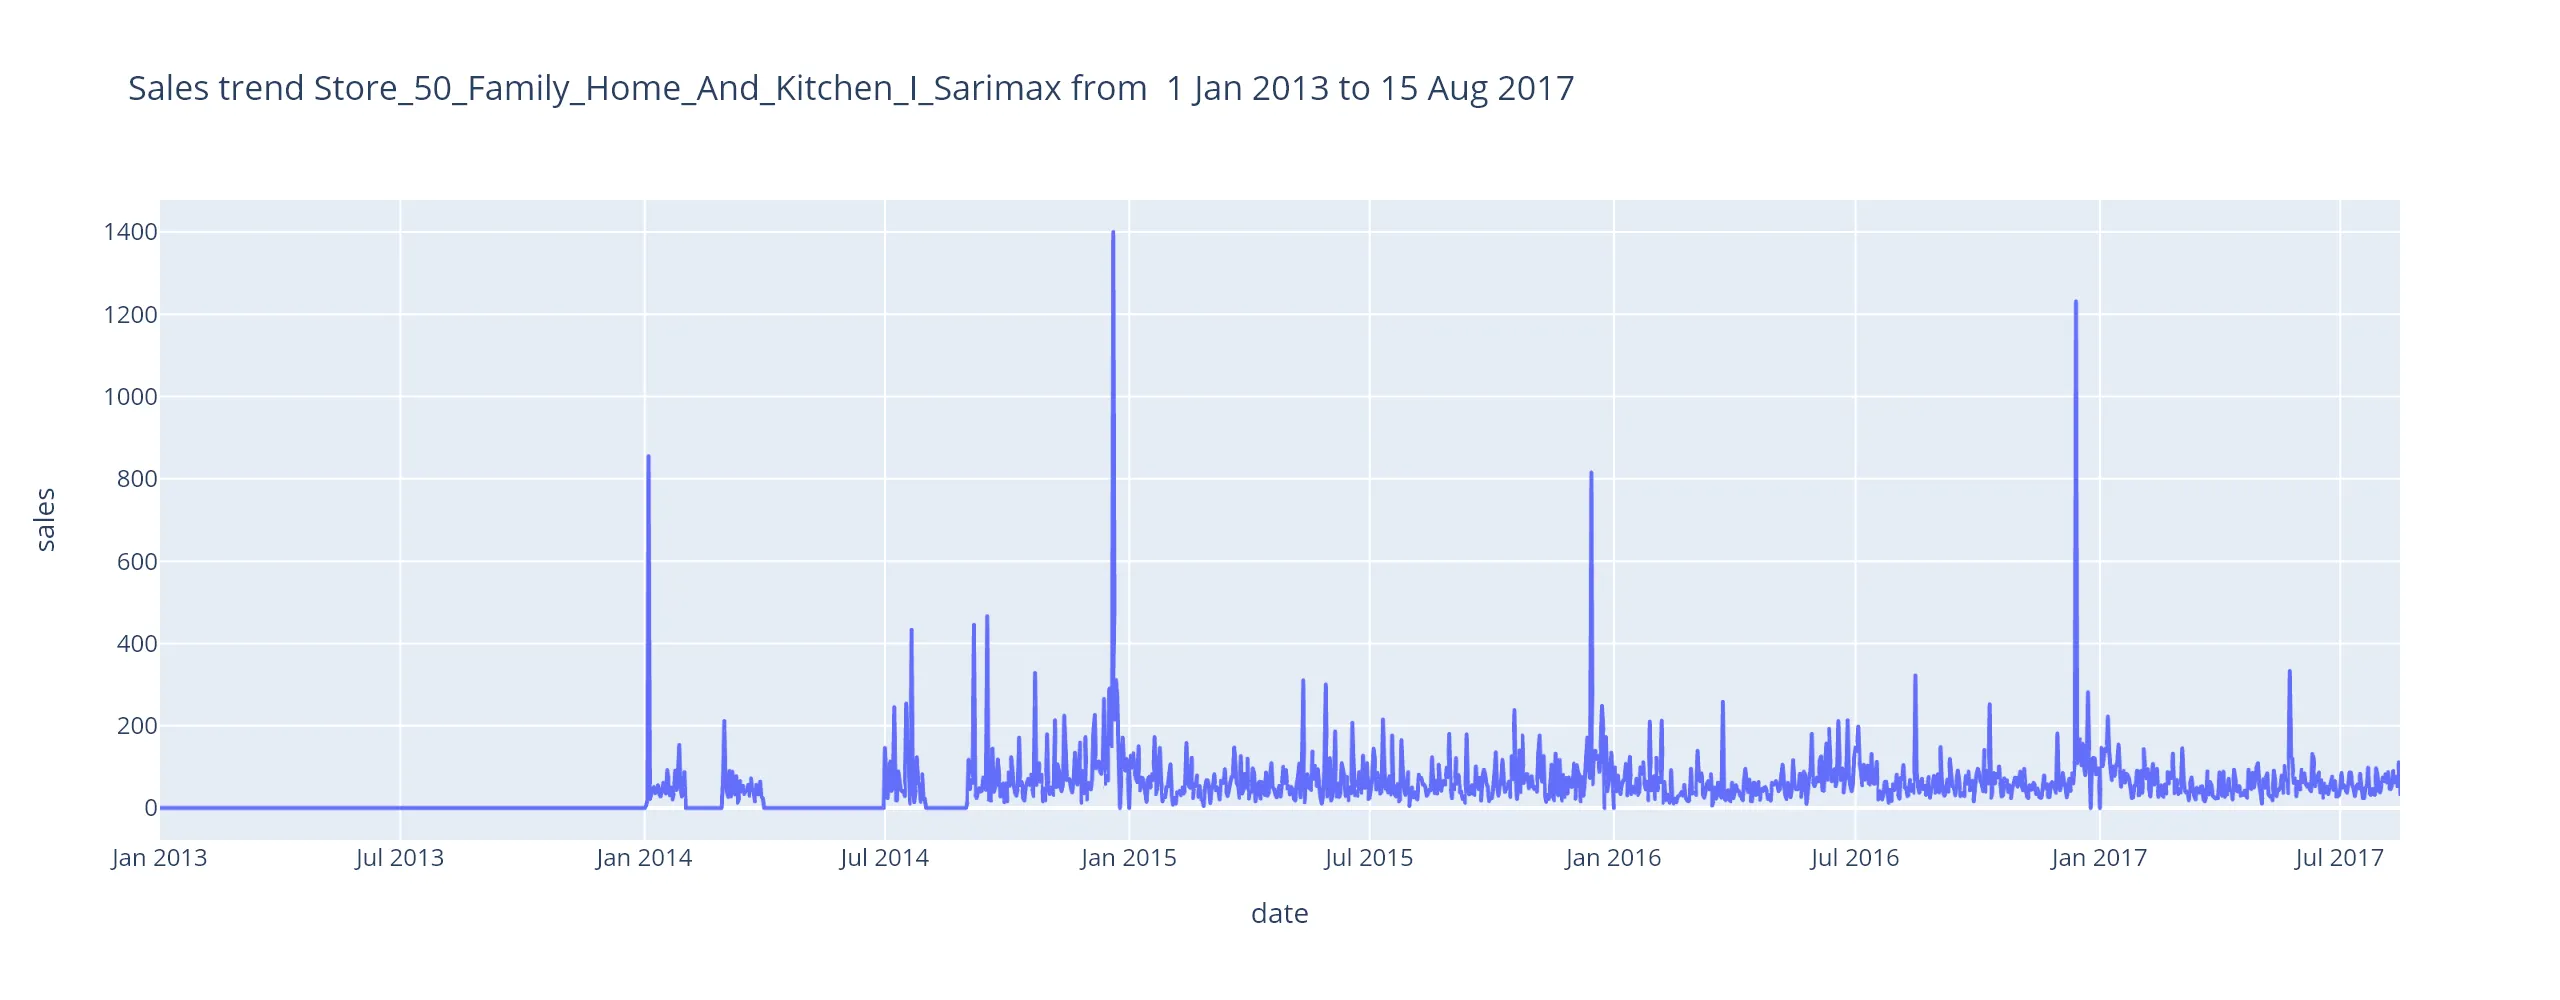 Sales trend Store_50_Family_Home_And_Kitchen_I_Sarimax from  1 Jan 2013 to 15 Aug 2017
1400
1200
1000
800
600
400
200
0
sales
Jan 2013 Jul 2013 Jan 2014 Jul 2014 Jan 2015 Jul 2015 Jan 2016 Jul 2016 Jan 2017 Jul 2017
date